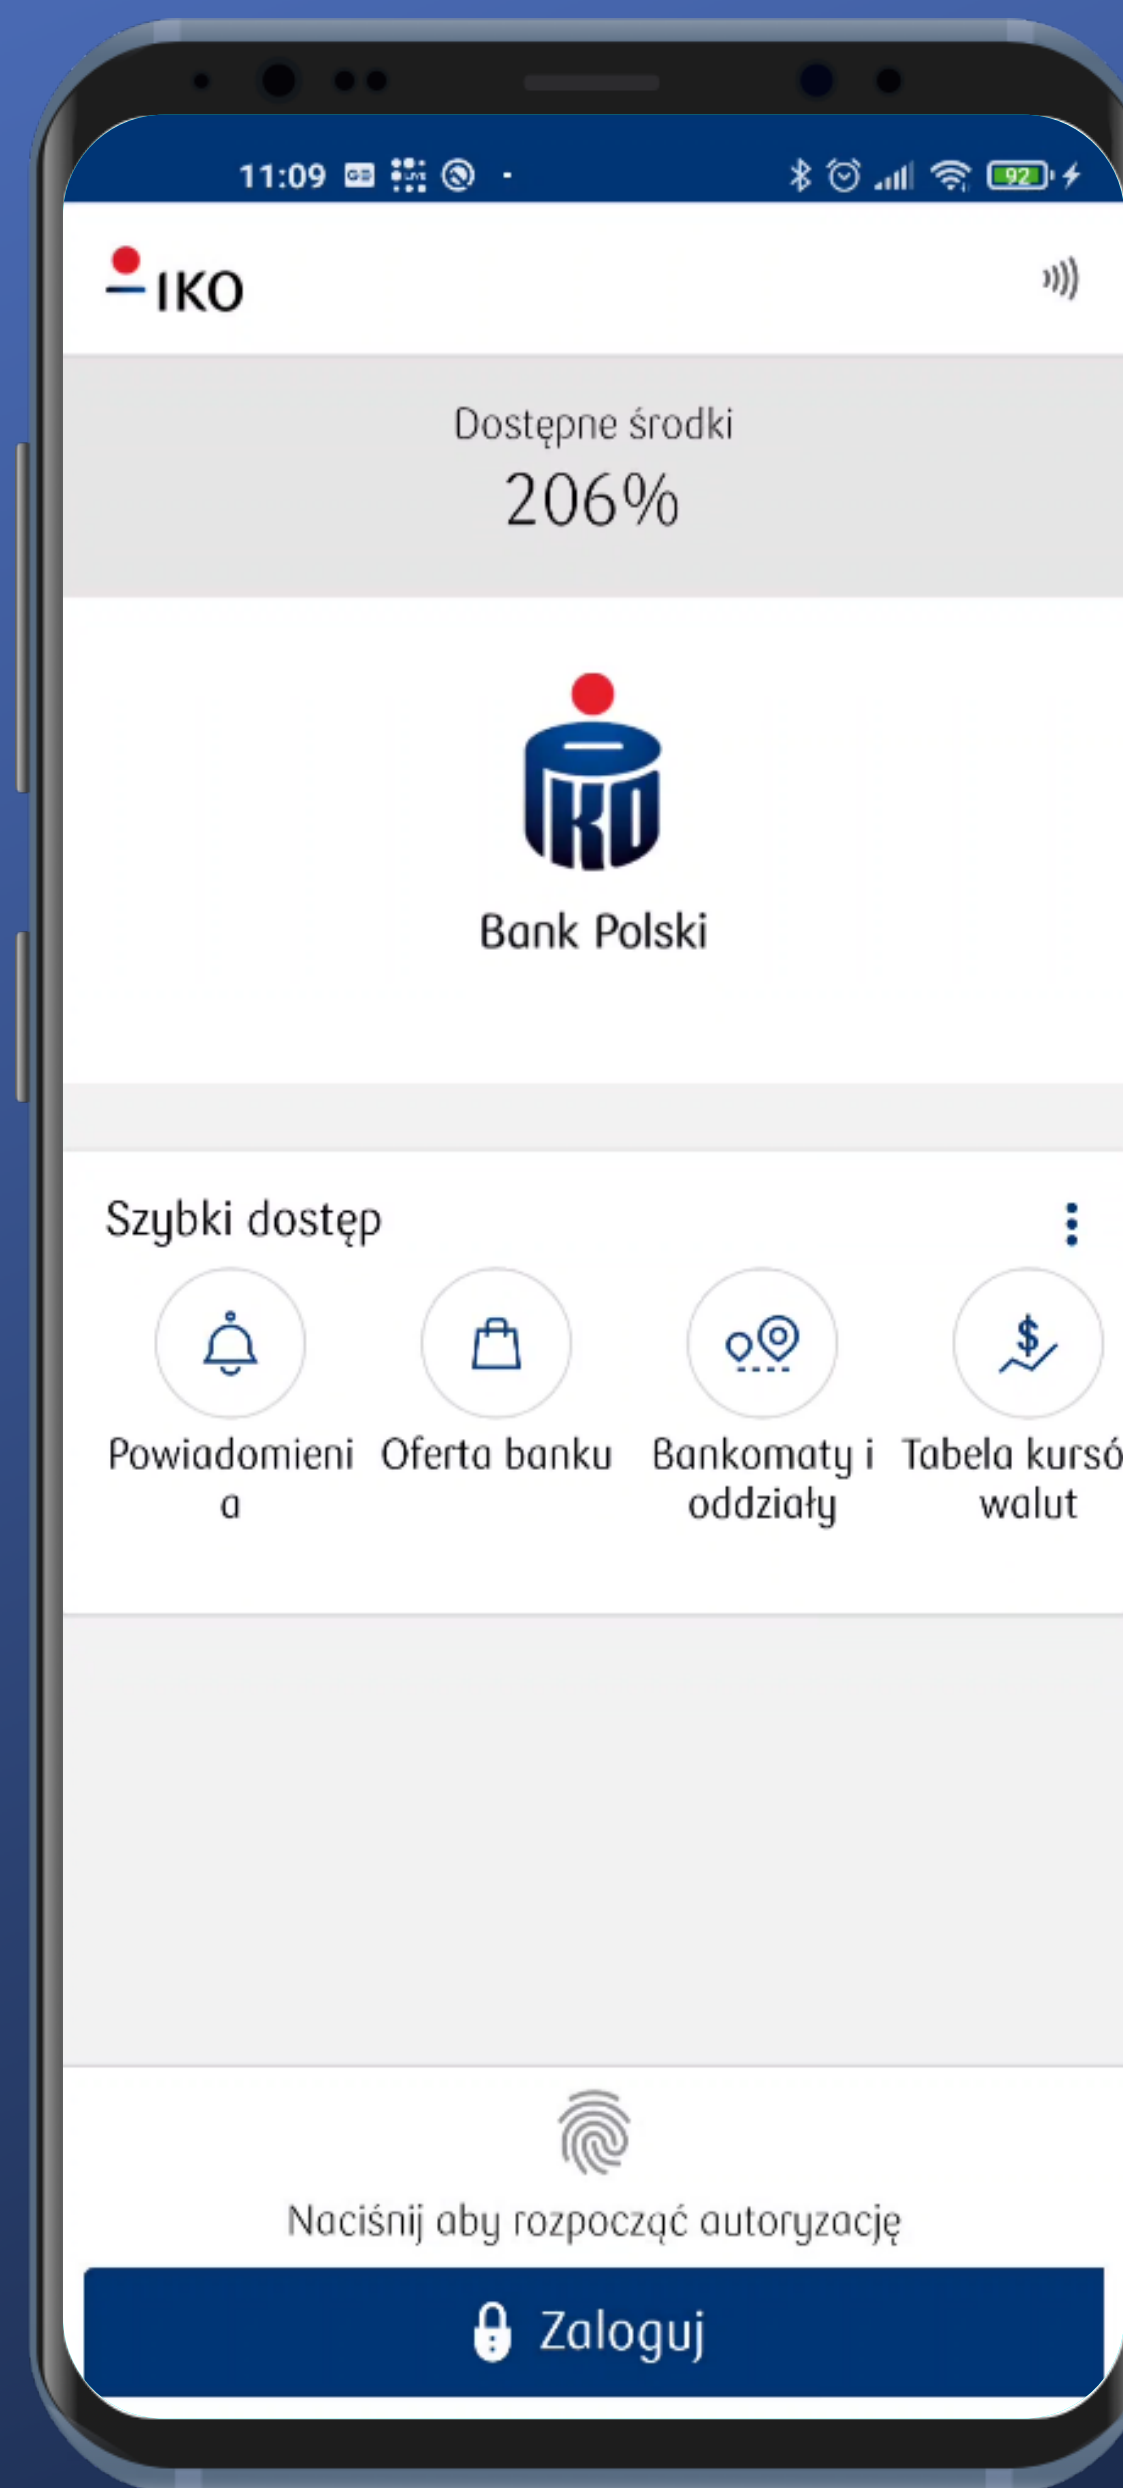 11:09
92
IKO
Dostępne środki
206%
PKO
Bank Polski
Szybki dostęp
Powiadomieni
a
Oferta banku
Bankomaty i
oddziały
Tabela kursó
walut
Naciśnij aby rozpocząć autoryzację
Zaloguj